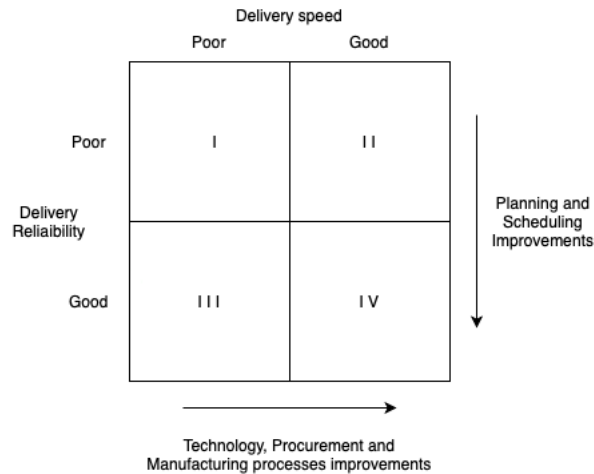 Delivery speed
Poor Good
Poor I II
Delivery
Reliaibility
Planning and
Scheduling
Improvements
Good III IV
Technology, Procurement and
Manufacturing processes improvements